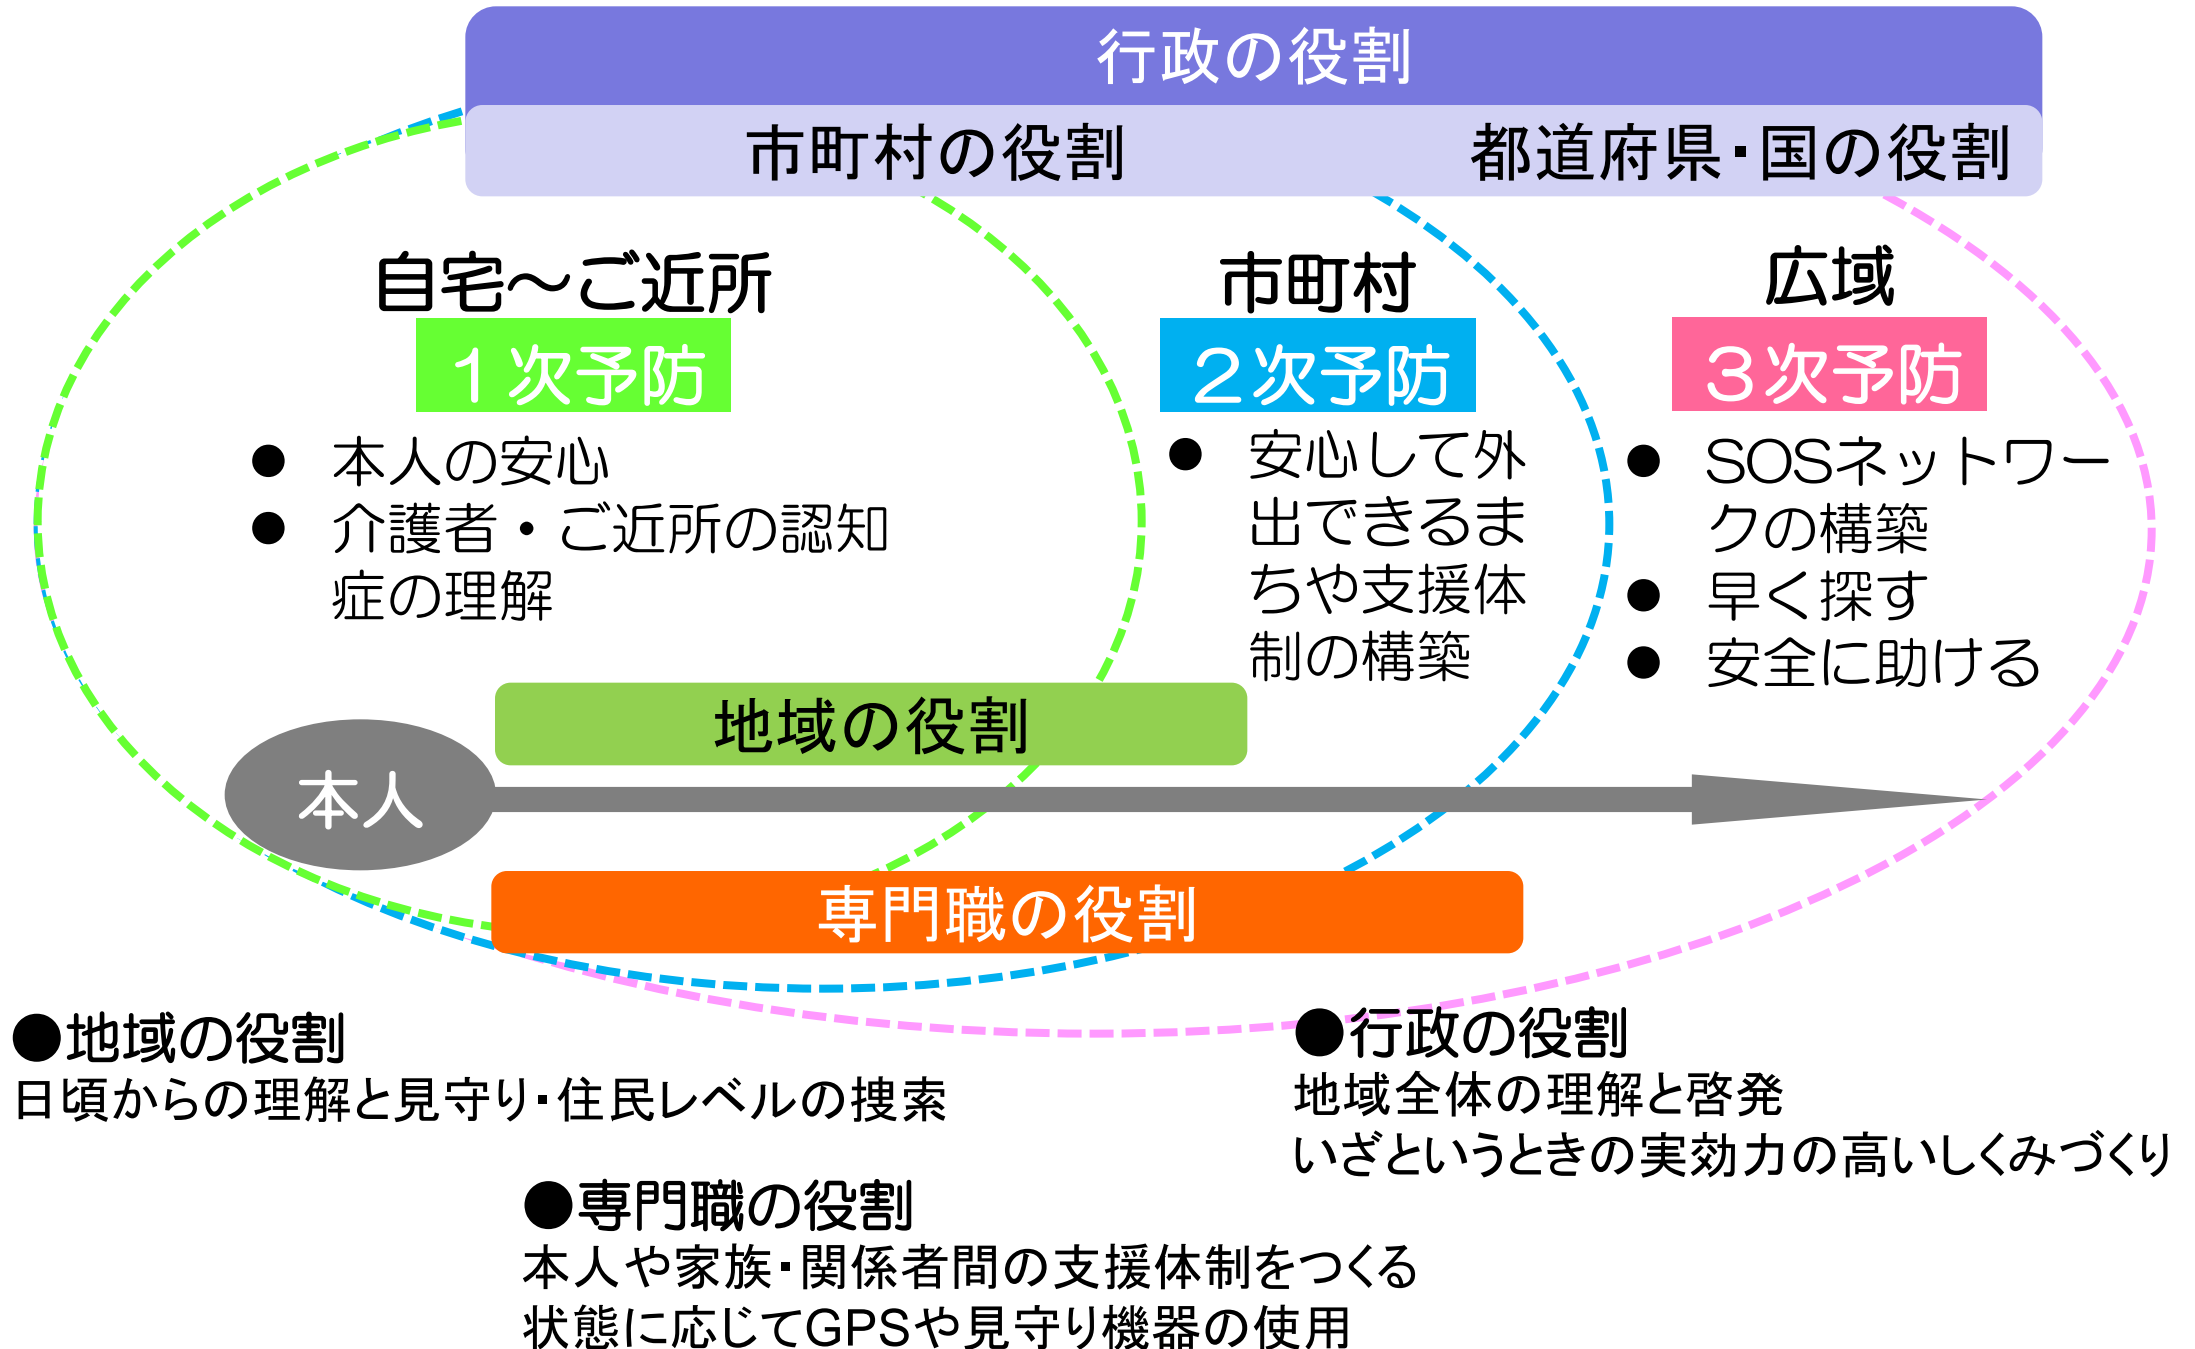 行政の役割
市町村の役割
都道府県・国の役割
自宅～ご近所
１次予防
● 本人の安心
● 介護者・ご近所の認知
症の理解
市町村
２次予防
● 安心して外
出できるま
ちや支援体
制の構築
広域
３次予防
● SOSネットワー
クの構築
● 早く探す
● 安全に助ける
地域の役割
本人
専門職の役割
●地域の役割
日頃からの理解と見守り・住民レベルの捜索
●行政の役割
地域全体の理解と啓発
いざというときの実効力の高いしくみづくり
●専門職の役割
本人や家族・関係者間の支援体制をつくる
状態に応じてGPSや見守り機器の使用